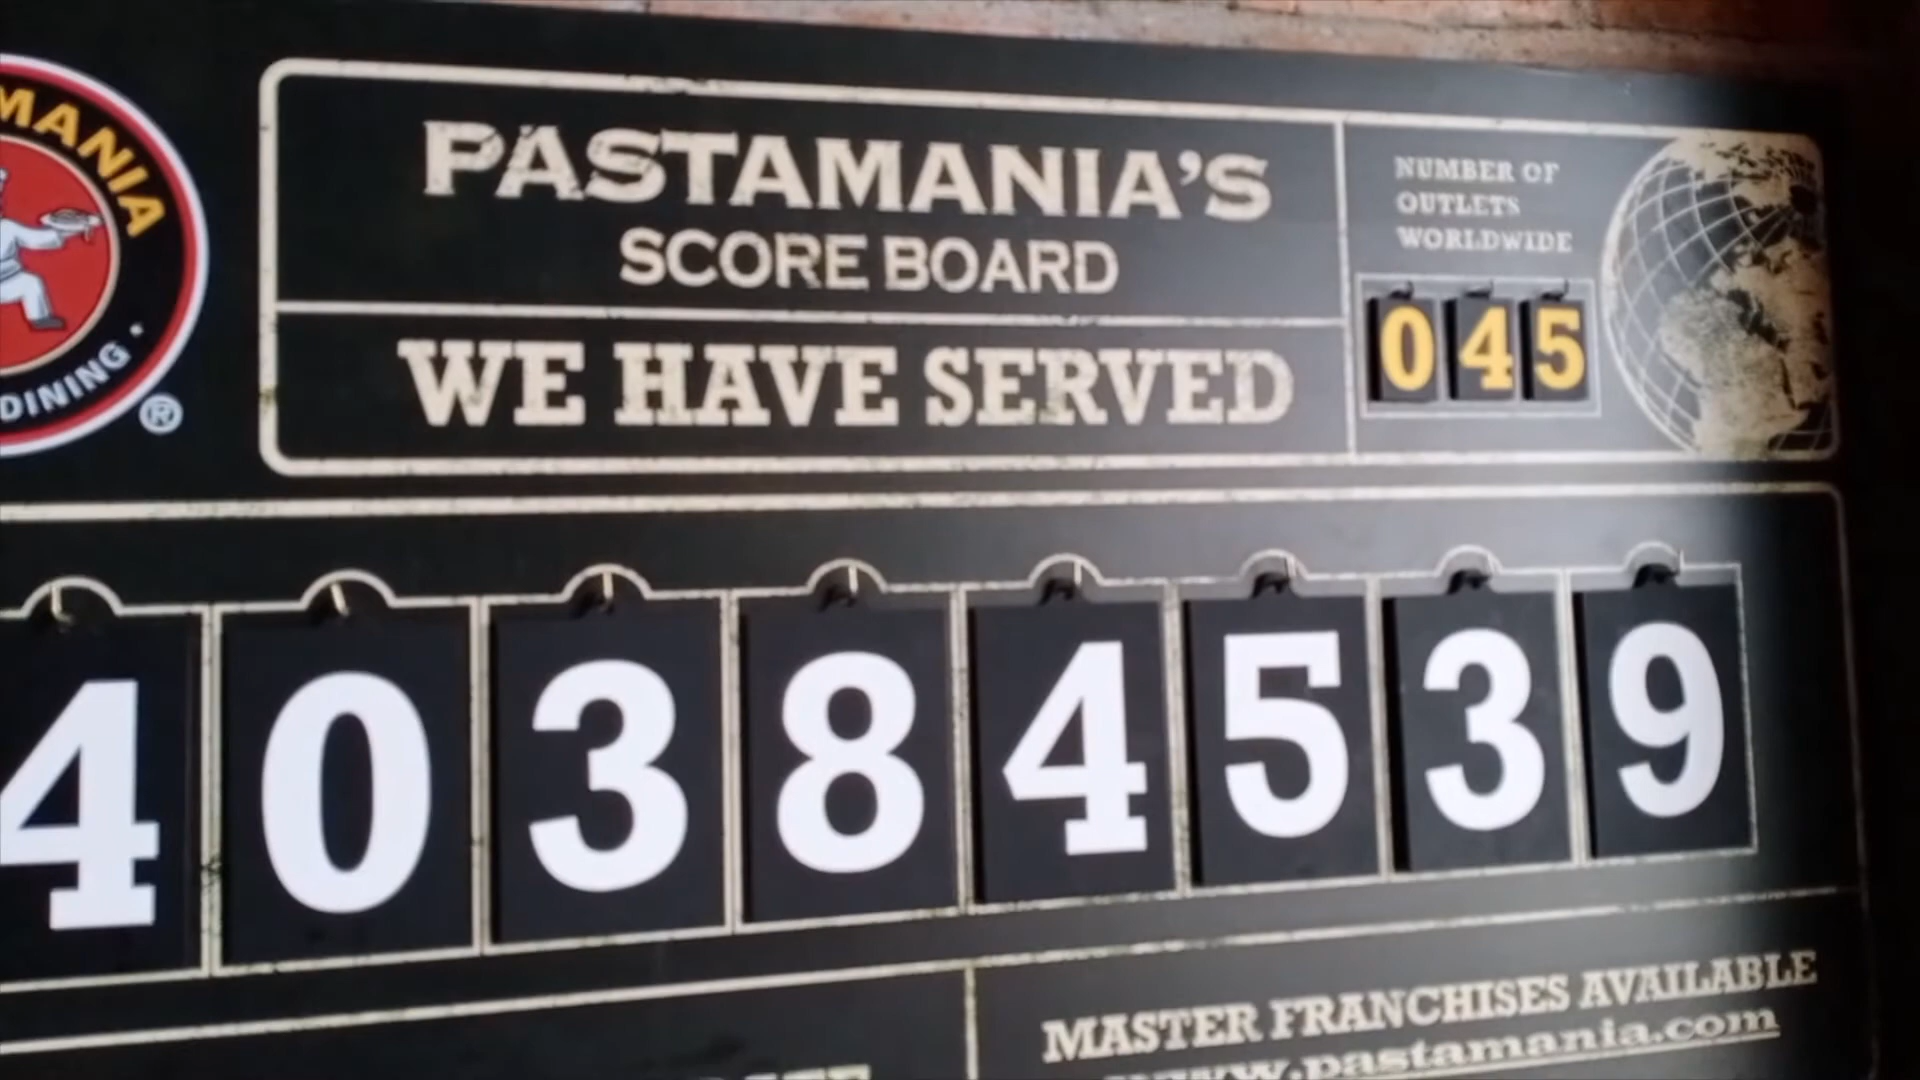 MANIA
DINING ®
PASTAMANIA'S
SCORE BOARD
WE HAVE SERVED
NUMBER OF
OUTLETS
WORLDWIDE
045
40384539
MASTER FRANCHISES AVAILABLE
www.pastamania.com